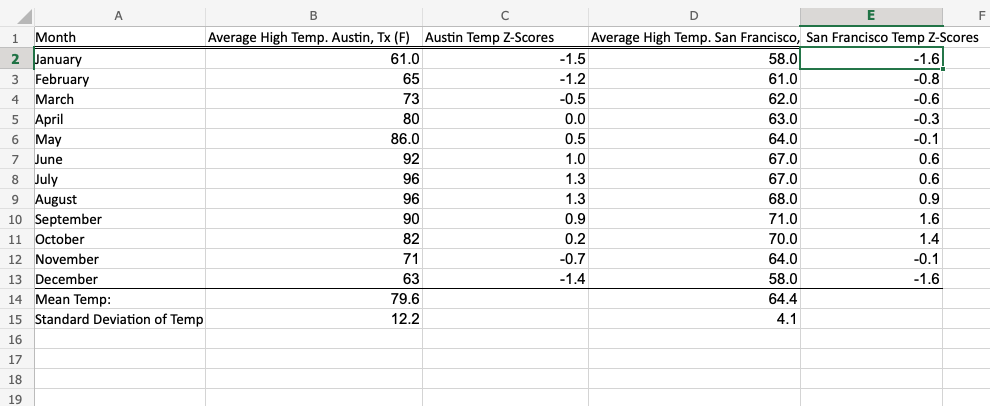 A B C D E F
1 Month Average High Temp. Austin, Tx (F) Austin Temp Z-Scores Average High Temp. San Francisco, San Francisco Temp Z-Scores
2 January 61.0 -1.5 58.0 -1.6
3 February 65 -1.2 61.0 -0.8
4 March 73 -0.5 62.0 -0.6
5 April 80 0.0 63.0 -0.3
6 May 86.0 0.5 64.0 -0.1
7 June 92 1.0 67.0 0.6
8 July 96 1.3 67.0 0.6
9 August 96 1.3 68.0 0.9
10 September 90 0.9 71.0 1.6
11 October 82 0.2 70.0 1.4
12 November 71 -0.7 64.0 -0.1
13 December 63 -1.4 58.0 -1.6
14 Mean Temp: 79.6 64.4
15 Standard Deviation of Temp 12.2 4.1
16
17
18
19